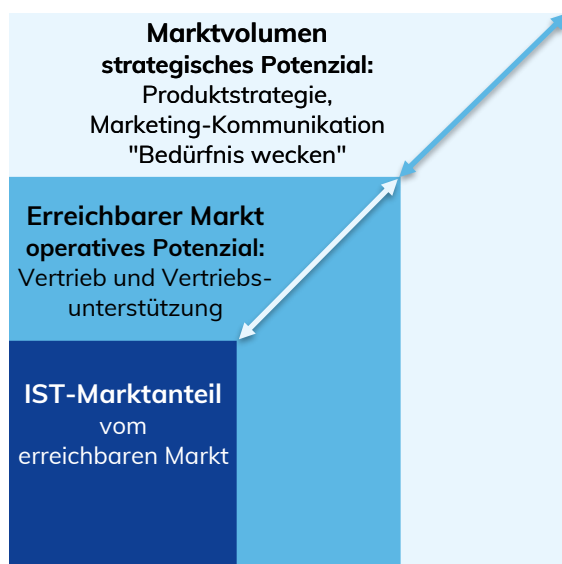 Marktvolumen
strategisches Potenzial:
Produktstrategie,
Marketing-Kommunikation
"Bedürfnis wecken"
Erreichbarer Markt
operatives Potenzial:
Vertrieb und Vertriebs-
unterstützung
IST-Marktanteil
vom
erreichbaren Markt